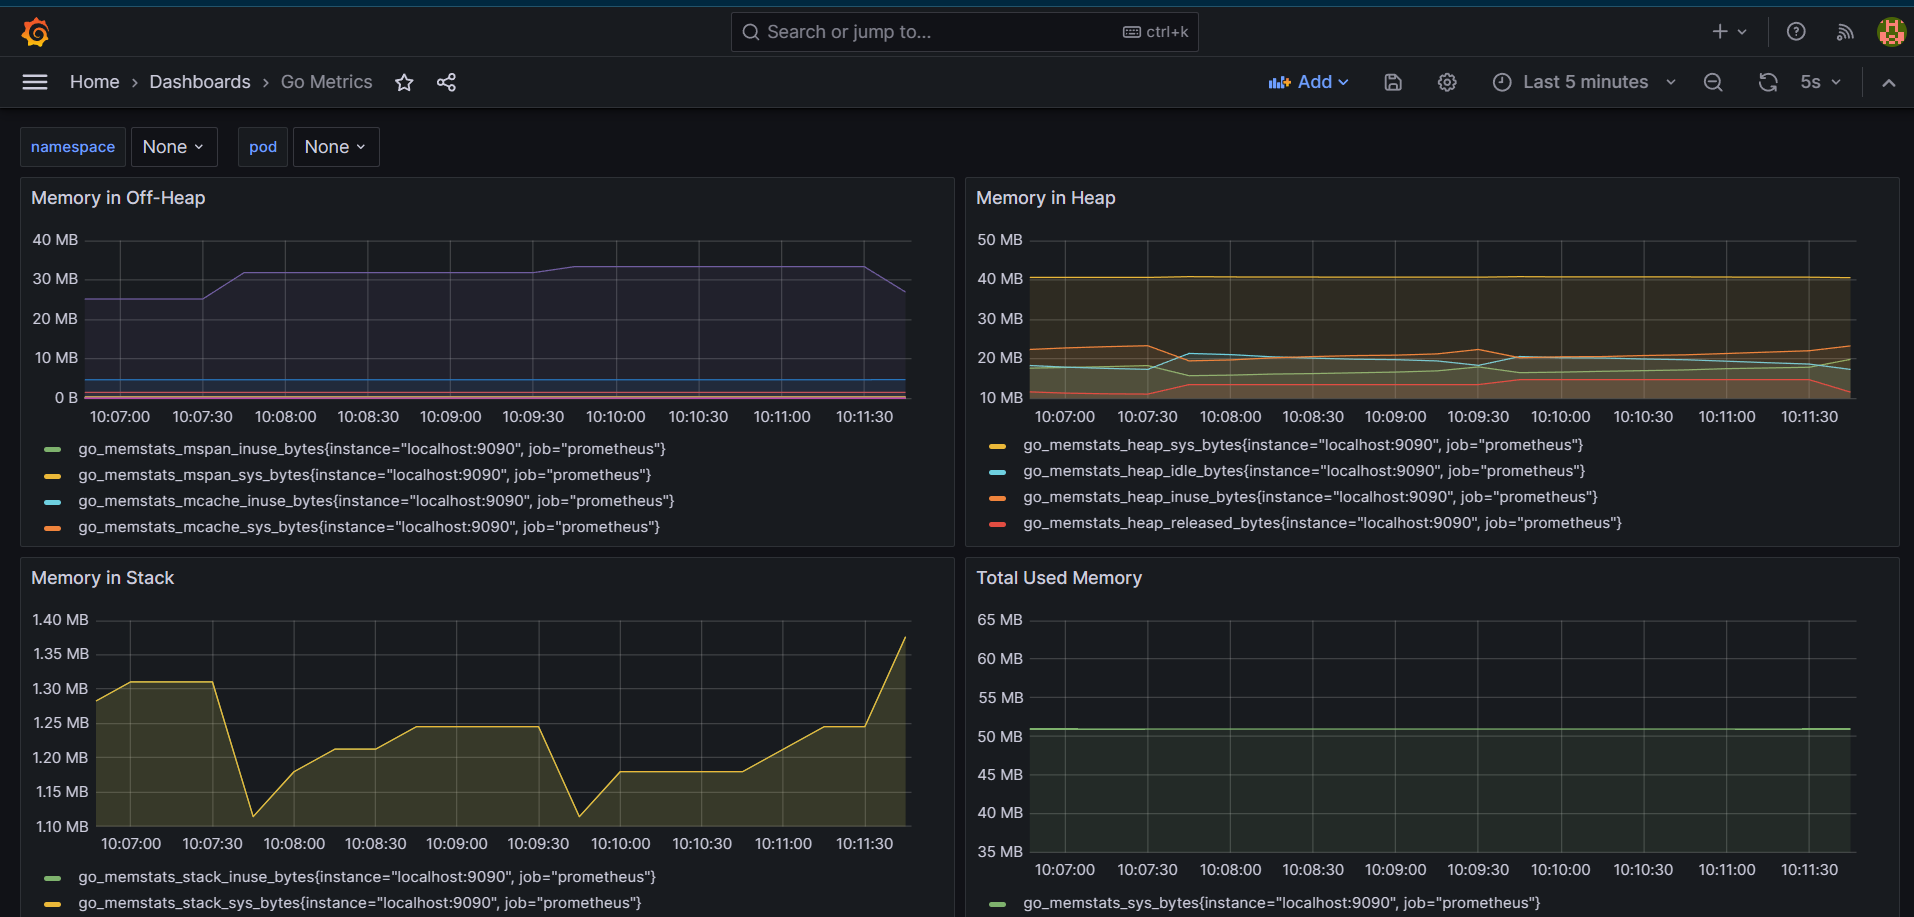 Search or jump to... ctrl+k
Home › Dashboards › Go Metrics Add Last 5 minutes 5s
namespace None pod None
Memory in Off-Heap
40 MB
30 MB
20 MB
10 MB
0 B
10:07:00 10:07:30 10:08:00 10:08:30 10:09:00 10:09:30 10:10:00 10:10:30 10:11:00 10:11:30
go_memstats_mspan_inuse_bytes{instance="localhost:9090", job="prometheus"}
go_memstats_mspan_sys_bytes{instance="localhost:9090", job="prometheus"}
go_memstats_mcache_inuse_bytes{instance="localhost:9090", job="prometheus"}
go_memstats_mcache_sys_bytes{instance="localhost:9090", job="prometheus"}
Memory in Heap
50 MB
40 MB
30 MB
20 MB
10 MB
10:07:00 10:07:30 10:08:00 10:08:30 10:09:00 10:09:30 10:10:00 10:10:30 10:11:00 10:11:30
go_memstats_heap_sys_bytes{instance="localhost:9090", job="prometheus"}
go_memstats_heap_idle_bytes{instance="localhost:9090", job="prometheus"}
go_memstats_heap_inuse_bytes{instance="localhost:9090", job="prometheus"}
go_memstats_heap_released_bytes{instance="localhost:9090", job="prometheus"}
Memory in Stack
1.40 MB
1.35 MB
1.30 MB
1.25 MB
1.20 MB
1.15 MB
1.10 MB
10:07:00 10:07:30 10:08:00 10:08:30 10:09:00 10:09:30 10:10:00 10:10:30 10:11:00 10:11:30
go_memstats_stack_inuse_bytes{instance="localhost:9090", job="prometheus"}
go_memstats_stack_sys_bytes{instance="localhost:9090", job="prometheus"}
Total Used Memory
65 MB
60 MB
55 MB
50 MB
45 MB
40 MB
35 MB
10:07:00 10:07:30 10:08:00 10:08:30 10:09:00 10:09:30 10:10:00 10:10:30 10:11:00 10:11:30
go_memstats_sys_bytes{instance="localhost:9090", job="prometheus"}